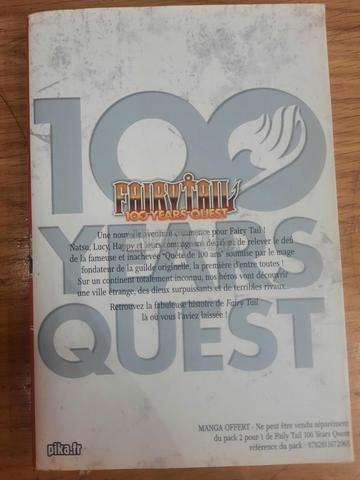 100
YEARS
QUEST
FAIRY TAIL
100 YEARS QUEST
Une nouvelle aventure commence pour Fairy Tail !
Natsu, Lucy, Happy et leurs compagnons décident de relever le défi
de la fameuse et inachevée "Quête de 100 ans" soumise par le mage
fondateur de la guilde originelle, la première d'entre toutes !
Sur un continent totalement inconnu, nos héros vont découvrir
une ville étrange, des dieux surpuissants et de terribles rivaux...
Retrouvez la fabuleuse histoire de Fairy Tail
là où vous l'aviez laissée !
MANGA OFFERT - Ne peut être vendu séparément
du pack 2 pour 1 de Faily Tail 100 Years Quest
référence du pack : 9782811672065
pika.fr